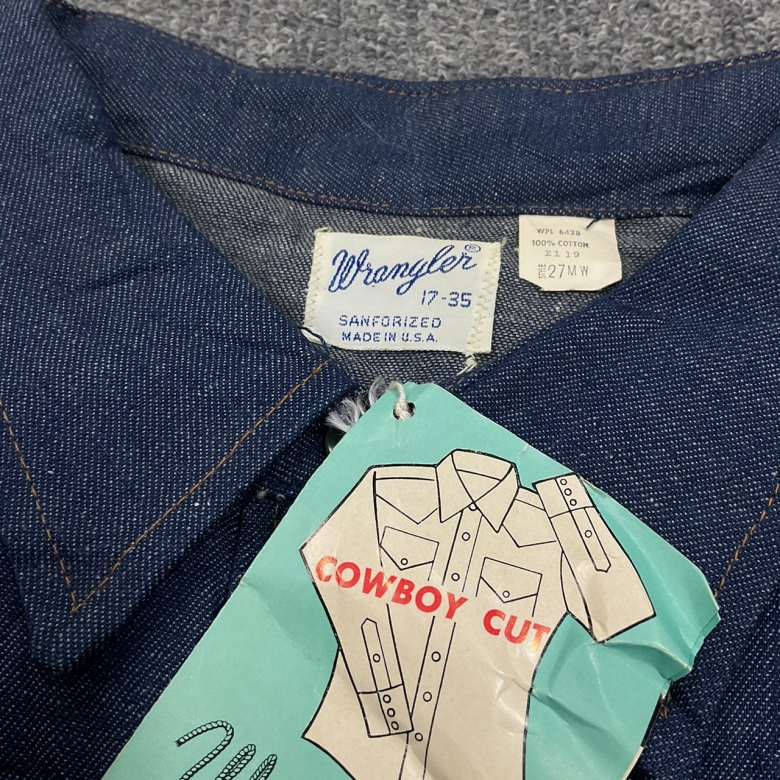 Wrangler®
17-35
SANFORIZED
MADE IN U.S.A.
WPL 6428
100% COTTON
STYLE 27MW
COWBOY CUT